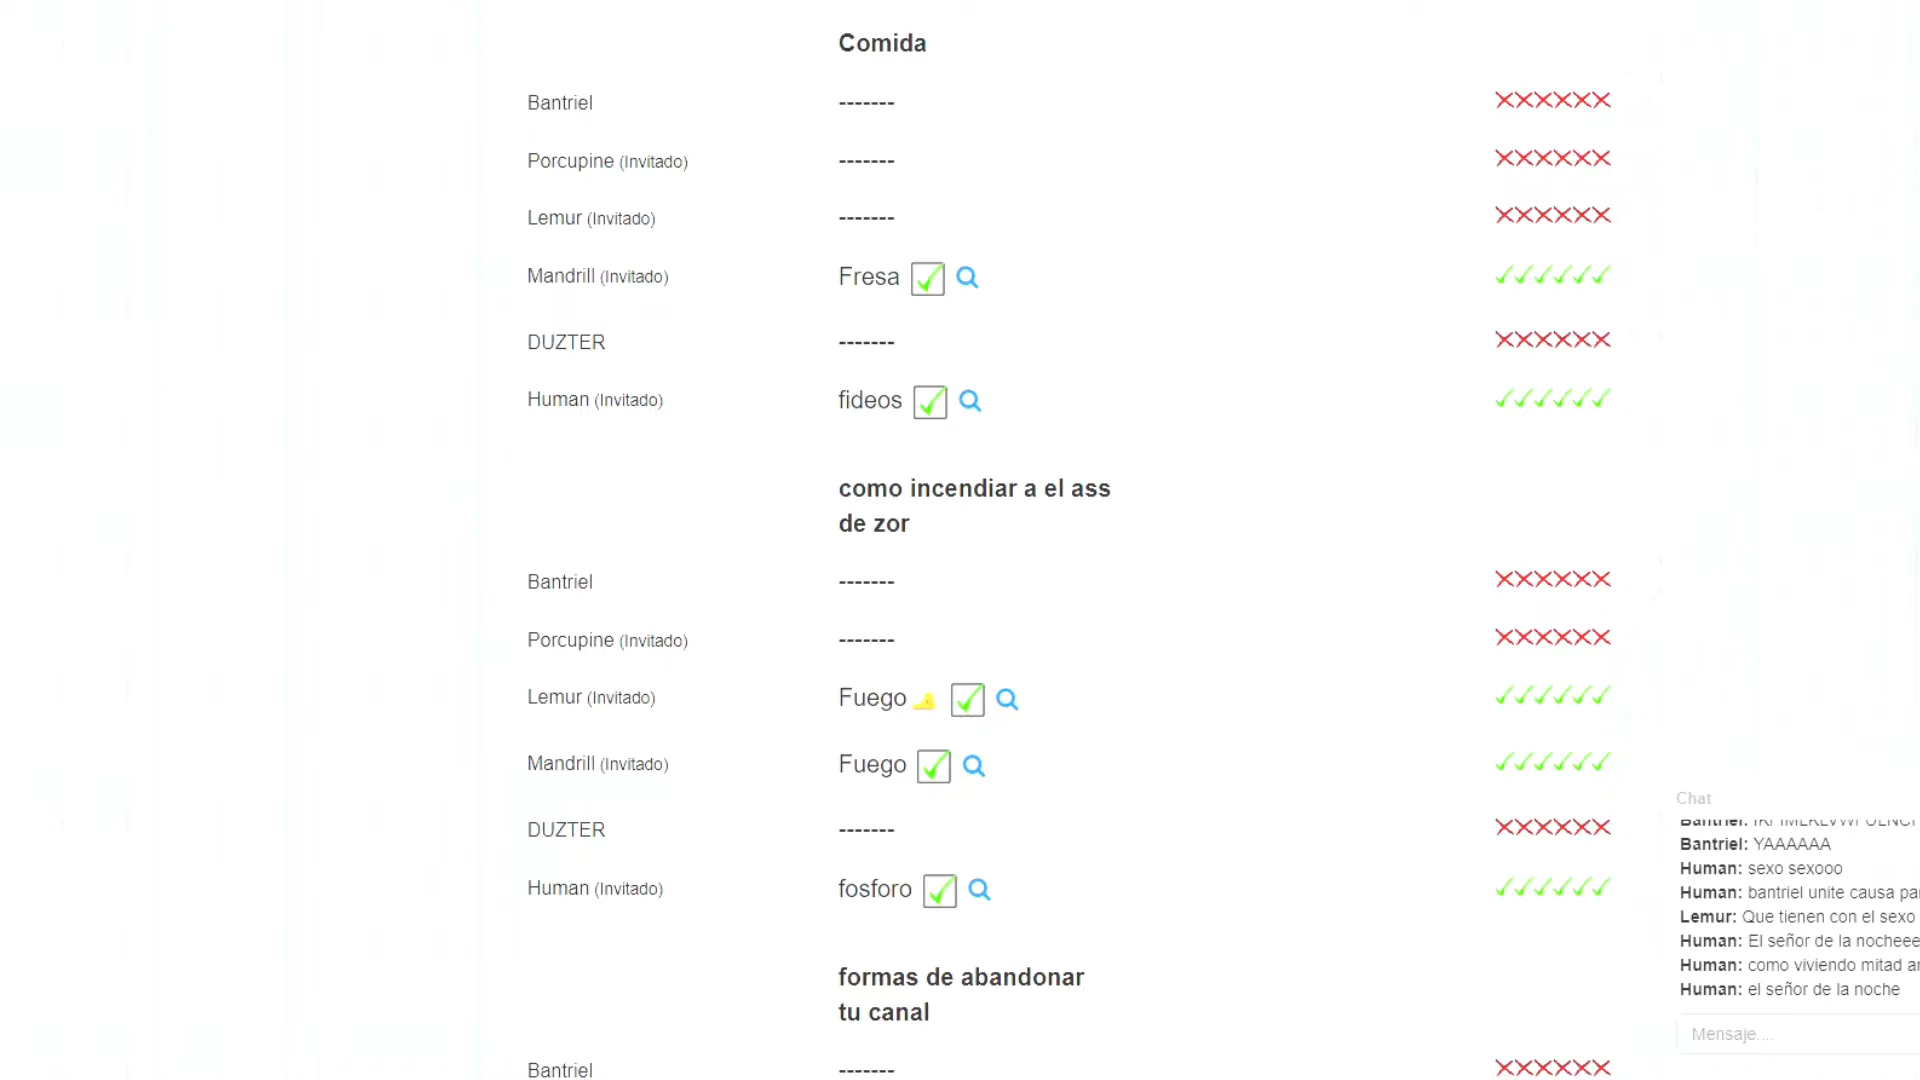 Comida
Bantriel -------
Porcupine (Invitado) -------
Lemur (Invitado) -------
Mandrill (Invitado) Fresa
DUZTER -------
Human (Invitado) fideos
como incendiar a el ass
de zor
Bantriel -------
Porcupine (Invitado) -------
Lemur (Invitado) Fuego
Mandrill (Invitado) Fuego
DUZTER -------
Human (Invitado) fosforo
formas de abandonar
tu canal
Bantriel -------
Chat
Bantriel:
Bantriel: YAAAAAA
Human: sexo sexooo
Human: bantriel unite causa pa
Lemur: Que tienen con el sexo
Human: El señor de la nocheee
Human: como viviendo mitad a
Human: el señor de la noche
Mensaje....